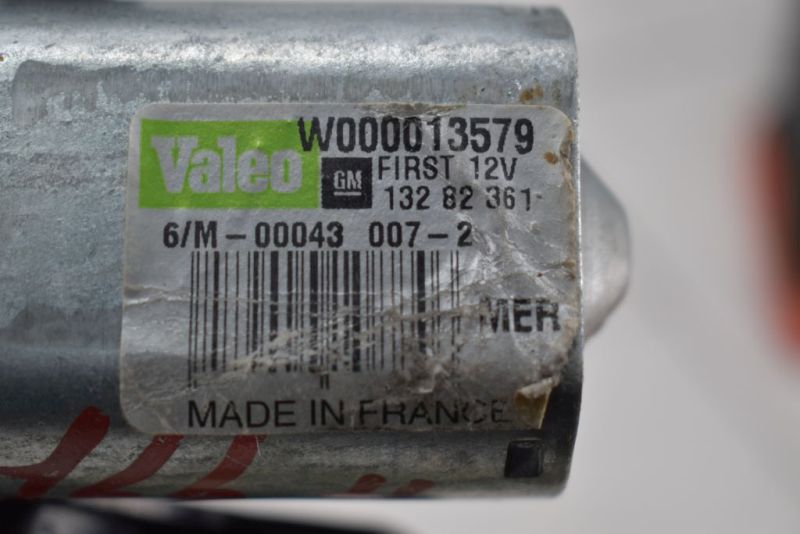 Valeo W000013579
GM FIRST 12V
132 82 361
6/M-00043 007-2
MER
MADE IN FRANCE